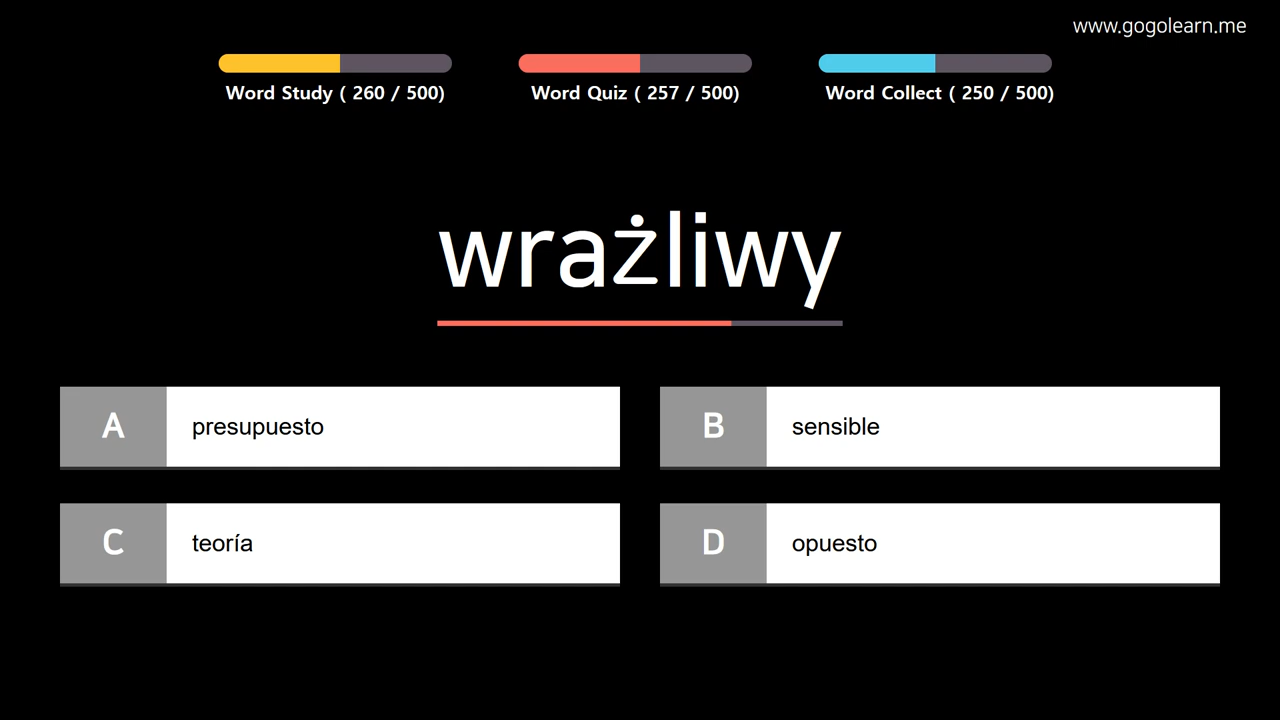 www.gogolearn.me
Word Study ( 260 / 500)
Word Quiz ( 257 / 500)
Word Collect ( 250 / 500)
wrażliwy
A presupuesto
B sensible
C teoría
D opuesto